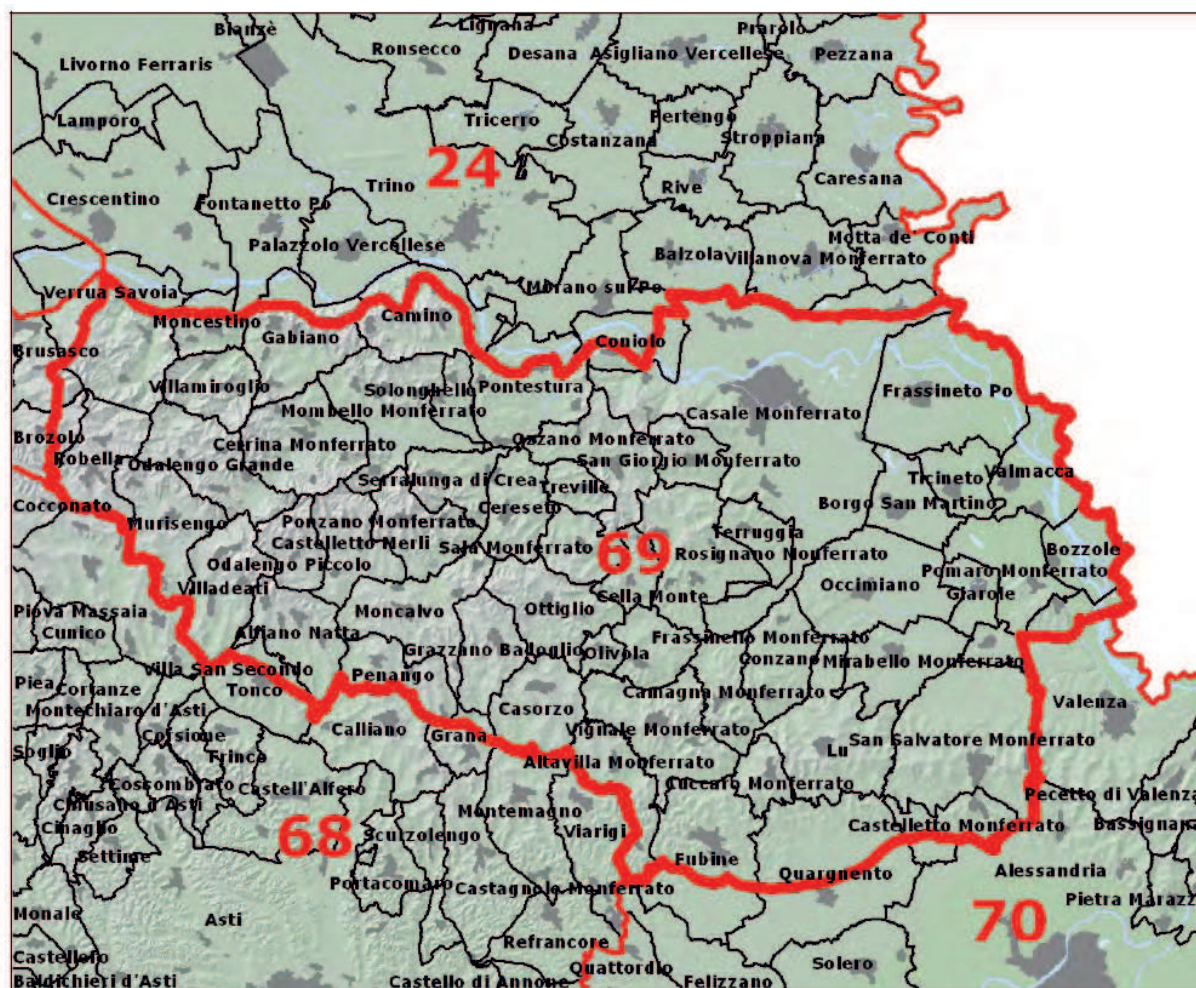 Bianzè
Lignana
Prarolo
Ronsecco
Desana
Asigliano Vercellese
Pezzana
Livorno Ferraris
Lamporo
Tricerro
Pertengo
Costanzana
Stroppiana
24
Trino
Rive
Caresana
Crescentino
Fontanetto Po
Palazzolo Vercellese
Balzola
Villanova Monferrato
Motta de' Conti
Verrua Savoia
Morano sul Po
Moncestino
Gabiano
Camino
Coniolo
Brusasco
Villamiroglio
Solonghello
Pontestura
Frassineto Po
Mombello Monferrato
Casale Monferrato
Brozolo
Cerrina Monferrato
Ozzano Monferrato
Robella
Odalengo Grande
San Giorgio Monferrato
Serralunga di Crea
Treville
Ticineto
Valmacca
Cocconato
Murisengo
Cereseto
Borgo San Martino
Ponzano Monferrato
Castelletto Merli
Sala Monferrato
69
Terruggia
Rosignano Monferrato
Bozzole
Odalengo Piccolo
Pomaro Monferrato
Villadeati
Occimiano
Giarole
Cella Monte
Piova Massaia
Moncalvo
Ottiglio
Cunico
Alfiano Natta
Frassinello Monferrato
Grazzano Badoglio
Olivola
Conzano
Mirabello Monferrato
Villa San Secondo
Piea
Cortanze
Tonco
Penango
Camagna Monferrato
Valenza
Montechiaro d'Asti
Casorzo
Calliano
Vignale Monferrato
Corsione
Grana
Lu
San Salvatore Monferrato
Soglio
Frinco
Altavilla Monferrato
Cossombrato
Castell'Alfero
Cuccaro Monferrato
Pecetto di Valenza
Chiusano d'Asti
Montemagno
Cinaglio
68
Scurzolengo
Viarigi
Castelletto Monferrato
Bassignana
Settime
Fubine
Quargnento
Alessandria
Portacomaro
Castagnole Monferrato
Pietra Marazzi
Monale
Asti
70
Refrancore
Castellero
Quattordio
Solero
Baldichieri d'Asti
Castello di Annone
Felizzano